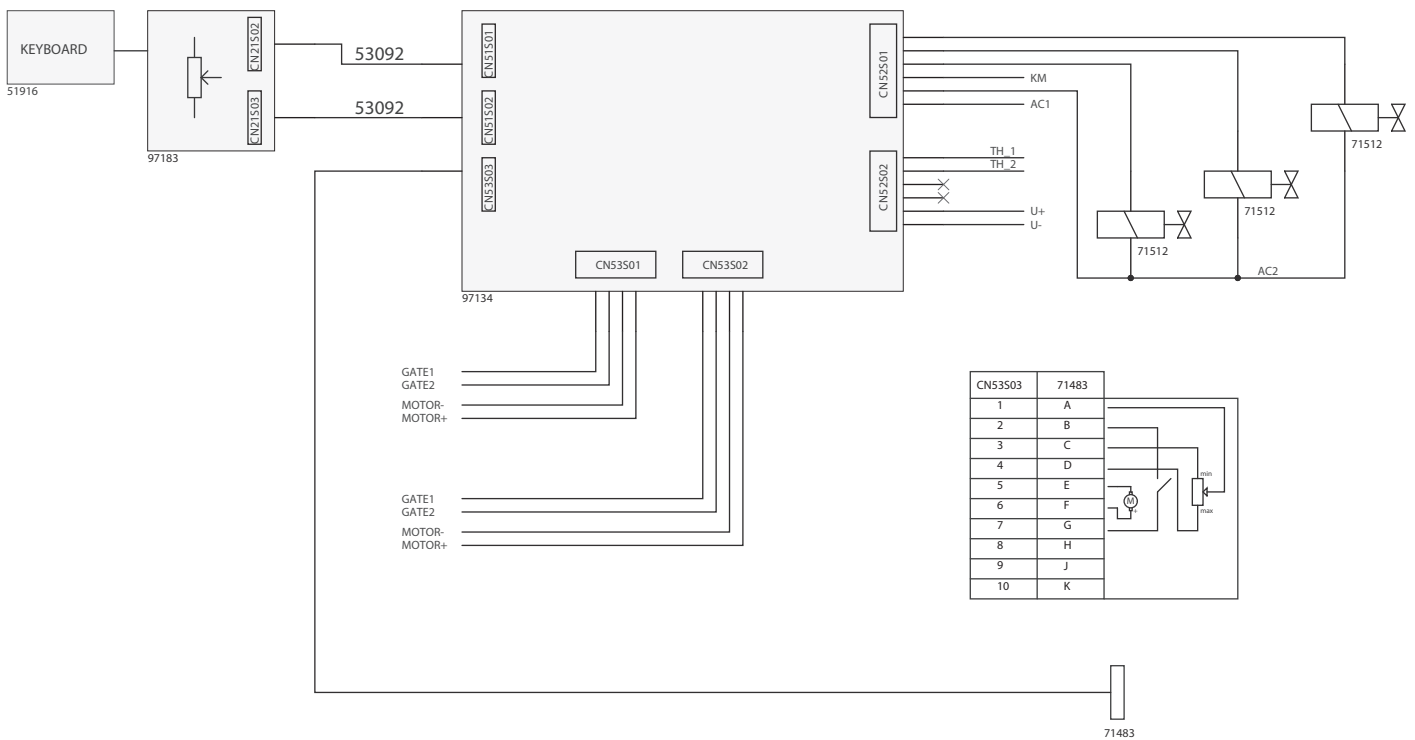 KEYBOARD
51916
CN21S02
CN21S03
97183
53092
53092
CN51S01
CN51S02
CN53S03
CN52S01
CN52S02
CN53S01
CN53S02
97134
KM
AC1
TH_1
TH_2
U+
U-
71512
71512
71512
AC2
GATE1
GATE2
MOTOR-
MOTOR+
GATE1
GATE2
MOTOR-
MOTOR+
CN53S03 71483
1 A
2 B
3 C
4 D
5 E
6 F
7 G
8 H
9 J
10 K
min
M
+
max
71483